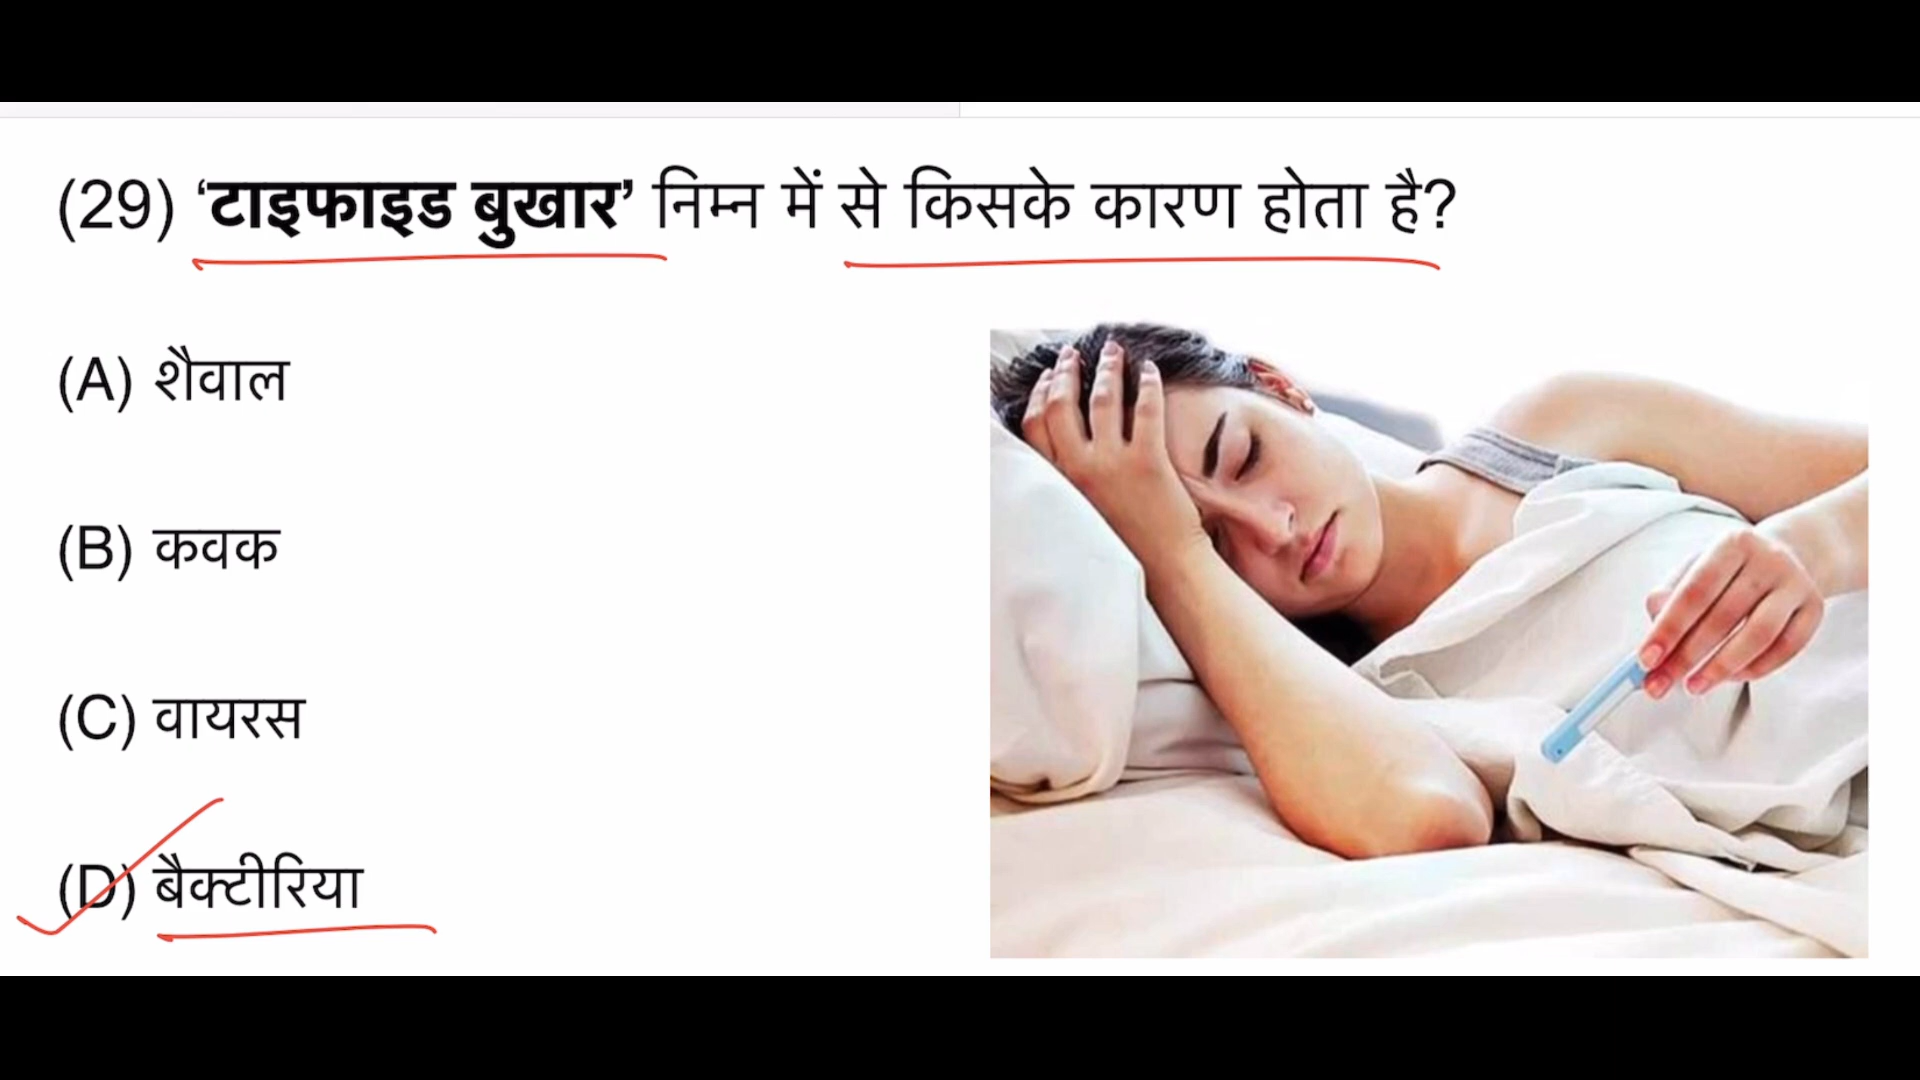 (29) ‘टाइफाइड बुखार’ निम्न में से किसके कारण होता है?
(A) शैवाल
(B) कवक
(C) वायरस
(D) बैक्टीरिया